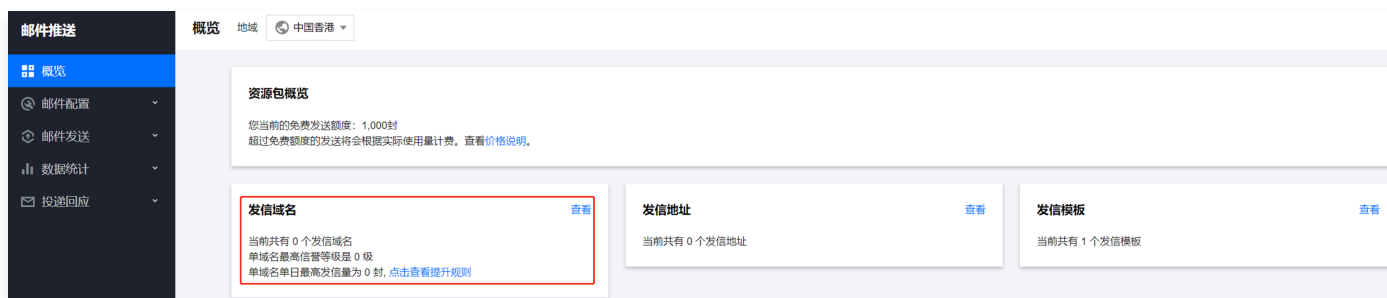 邮件推送
概览 地域 中国香港
概览
邮件配置
邮件发送
数据统计
投递回应
资源包概览
您当前的免费发送额度：1,000封
超过免费额度的发送将会根据实际使用量计费。查看价格说明。
发信域名 查看
当前共有 0 个发信域名
单域名最高信誉等级是 0 级
单域名单日最高发信量为 0 封, 点击查看提升规则
发信地址 查看
当前共有 0 个发信地址
发信模板 查看
当前共有 1 个发信模板